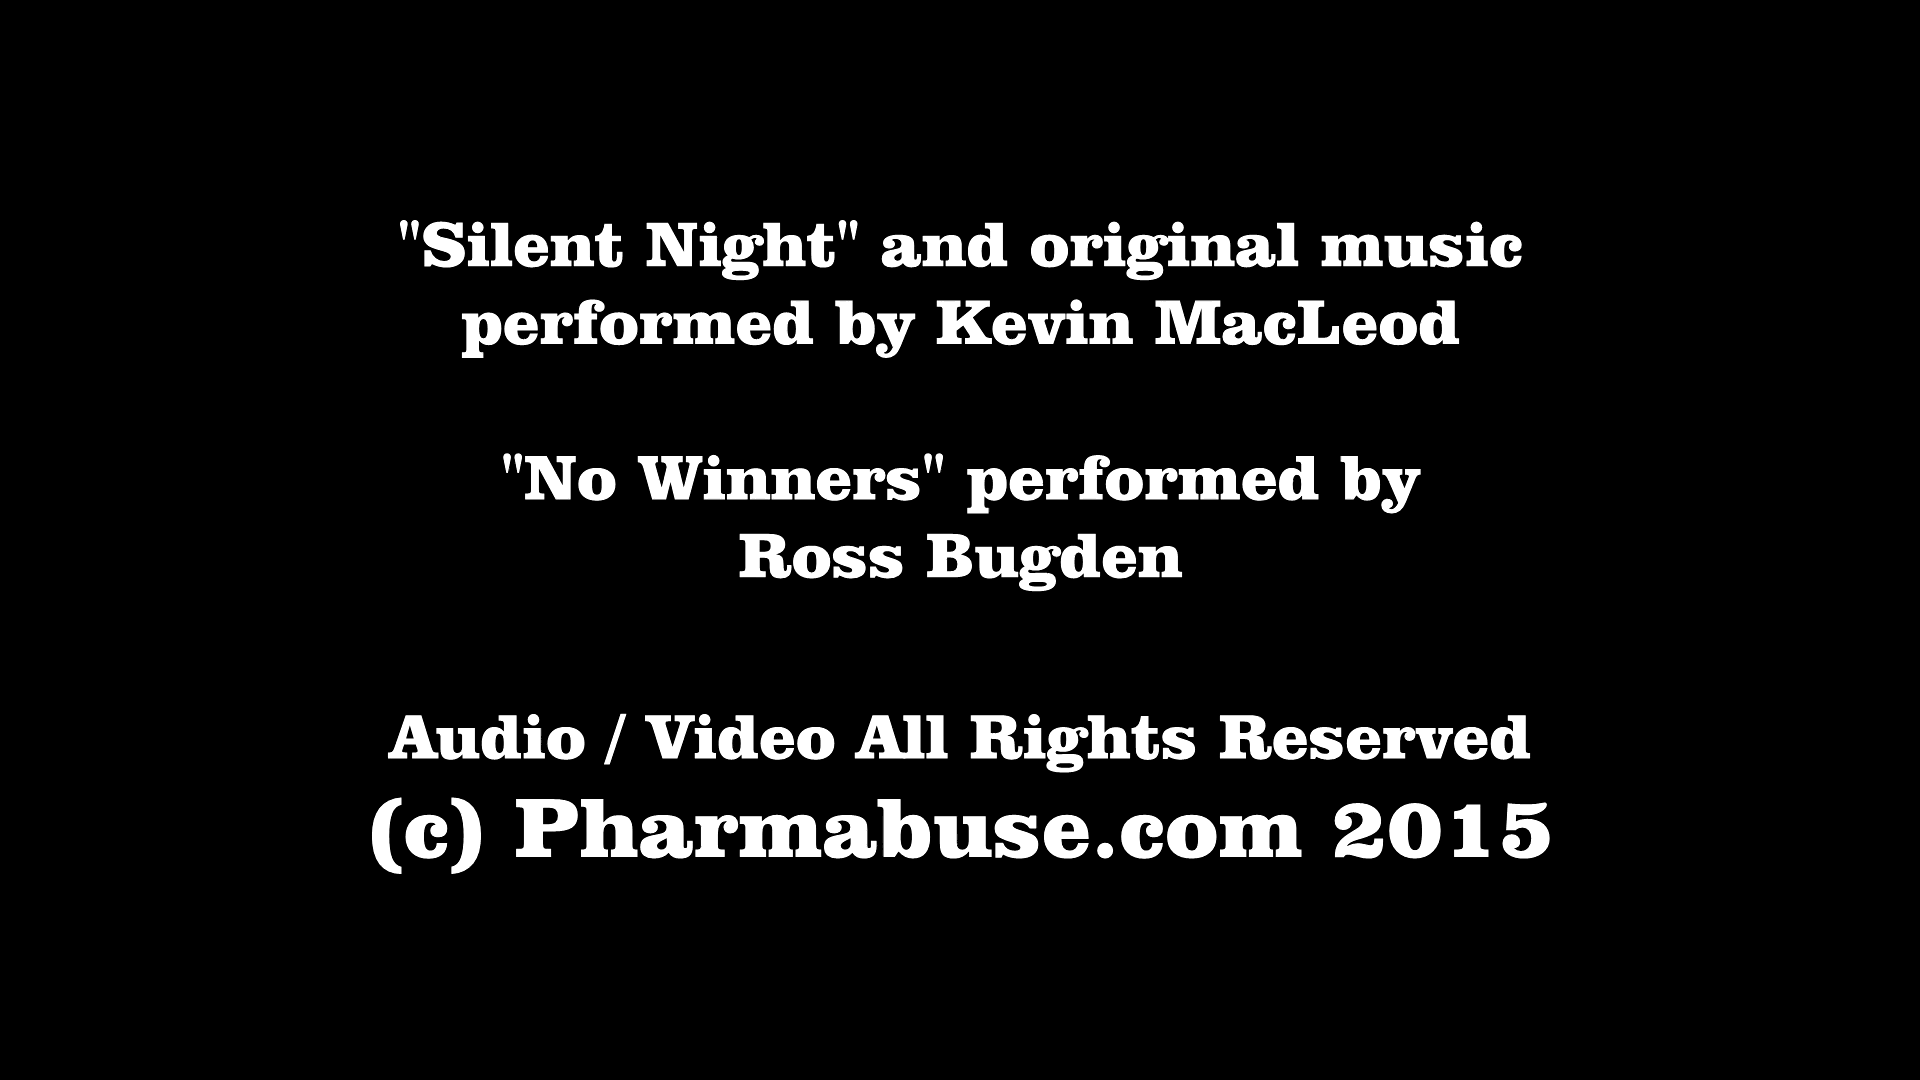 "Silent Night" and original music
performed by Kevin MacLeod
"No Winners" performed by
Ross Bugden
Audio / Video All Rights Reserved
(c) Pharmabuse.com 2015